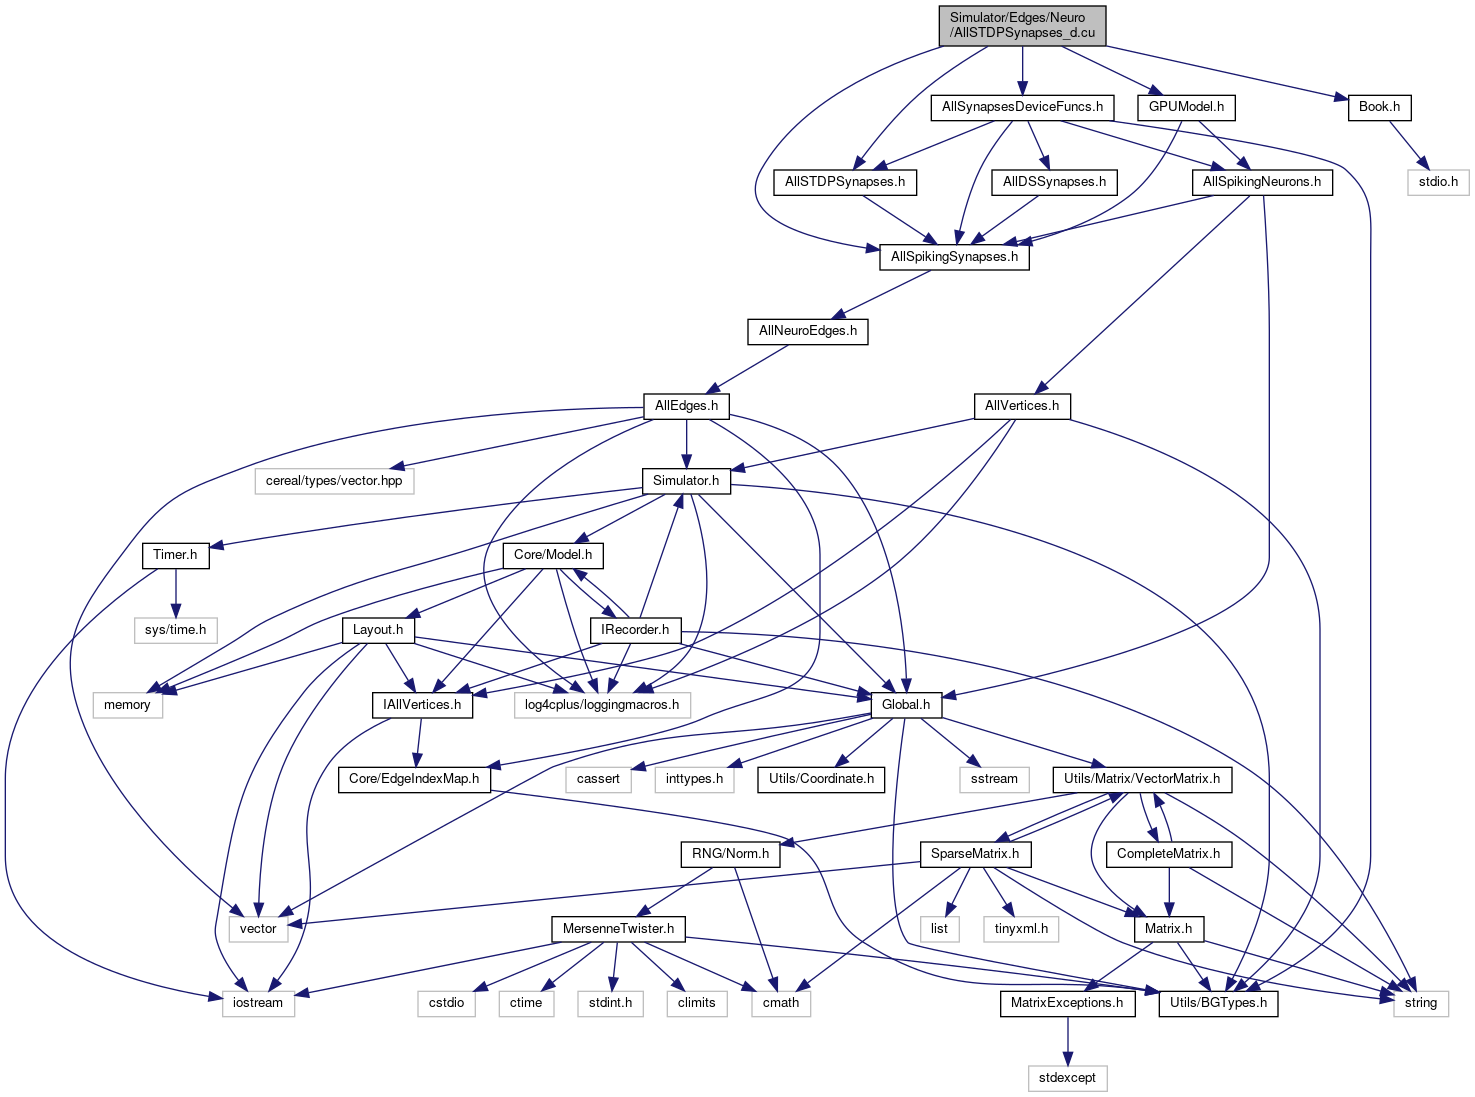 Simulator/Edges/Neuro
/AllSTDPSynapses_d.cu
AllSynapsesDeviceFuncs.h
GPUModel.h
Book.h
AllSTDPSynapses.h
AllDSSynapses.h
AllSpikingNeurons.h
stdio.h
AllSpikingSynapses.h
AllNeuroEdges.h
AllEdges.h
AllVertices.h
cereal/types/vector.hpp
Simulator.h
Timer.h
Core/Model.h
sys/time.h
Layout.h
IRecorder.h
memory
IAllVertices.h
log4cplus/loggingmacros.h
Global.h
Core/EdgeIndexMap.h
cassert
inttypes.h
Utils/Coordinate.h
sstream
Utils/Matrix/VectorMatrix.h
RNG/Norm.h
SparseMatrix.h
CompleteMatrix.h
vector
MersenneTwister.h
list
tinyxml.h
Matrix.h
iostream
cstdio
ctime
stdint.h
climits
cmath
MatrixExceptions.h
Utils/BGTypes.h
string
stdexcept